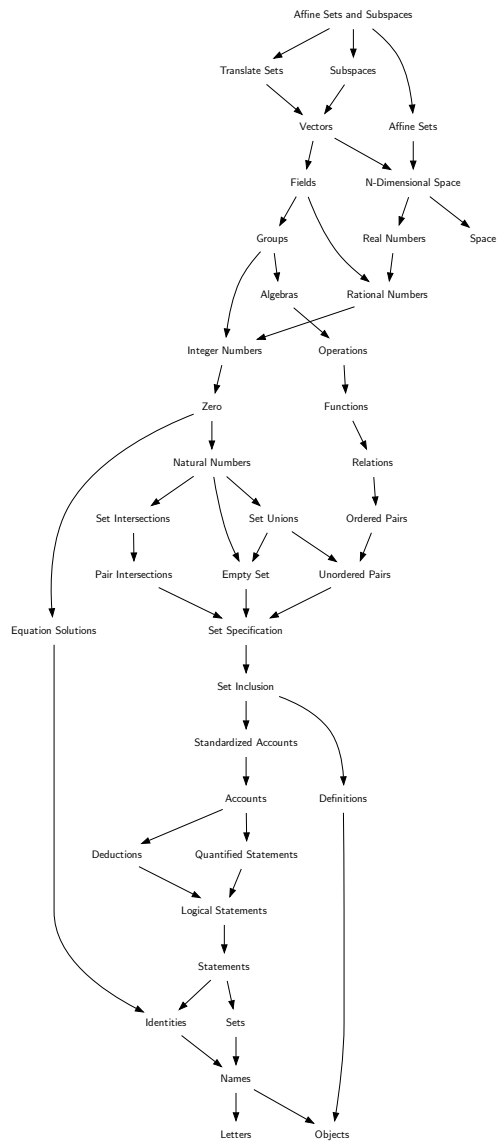 Affine Sets and Subspaces
Translate Sets
Subspaces
Vectors
Affine Sets
Fields
N-Dimensional Space
Groups
Real Numbers
Space
Algebras
Rational Numbers
Integer Numbers
Operations
Zero
Functions
Natural Numbers
Relations
Set Intersections
Set Unions
Ordered Pairs
Pair Intersections
Empty Set
Unordered Pairs
Equation Solutions
Set Specification
Set Inclusion
Standardized Accounts
Accounts
Definitions
Deductions
Quantified Statements
Logical Statements
Statements
Identities
Sets
Names
Letters
Objects